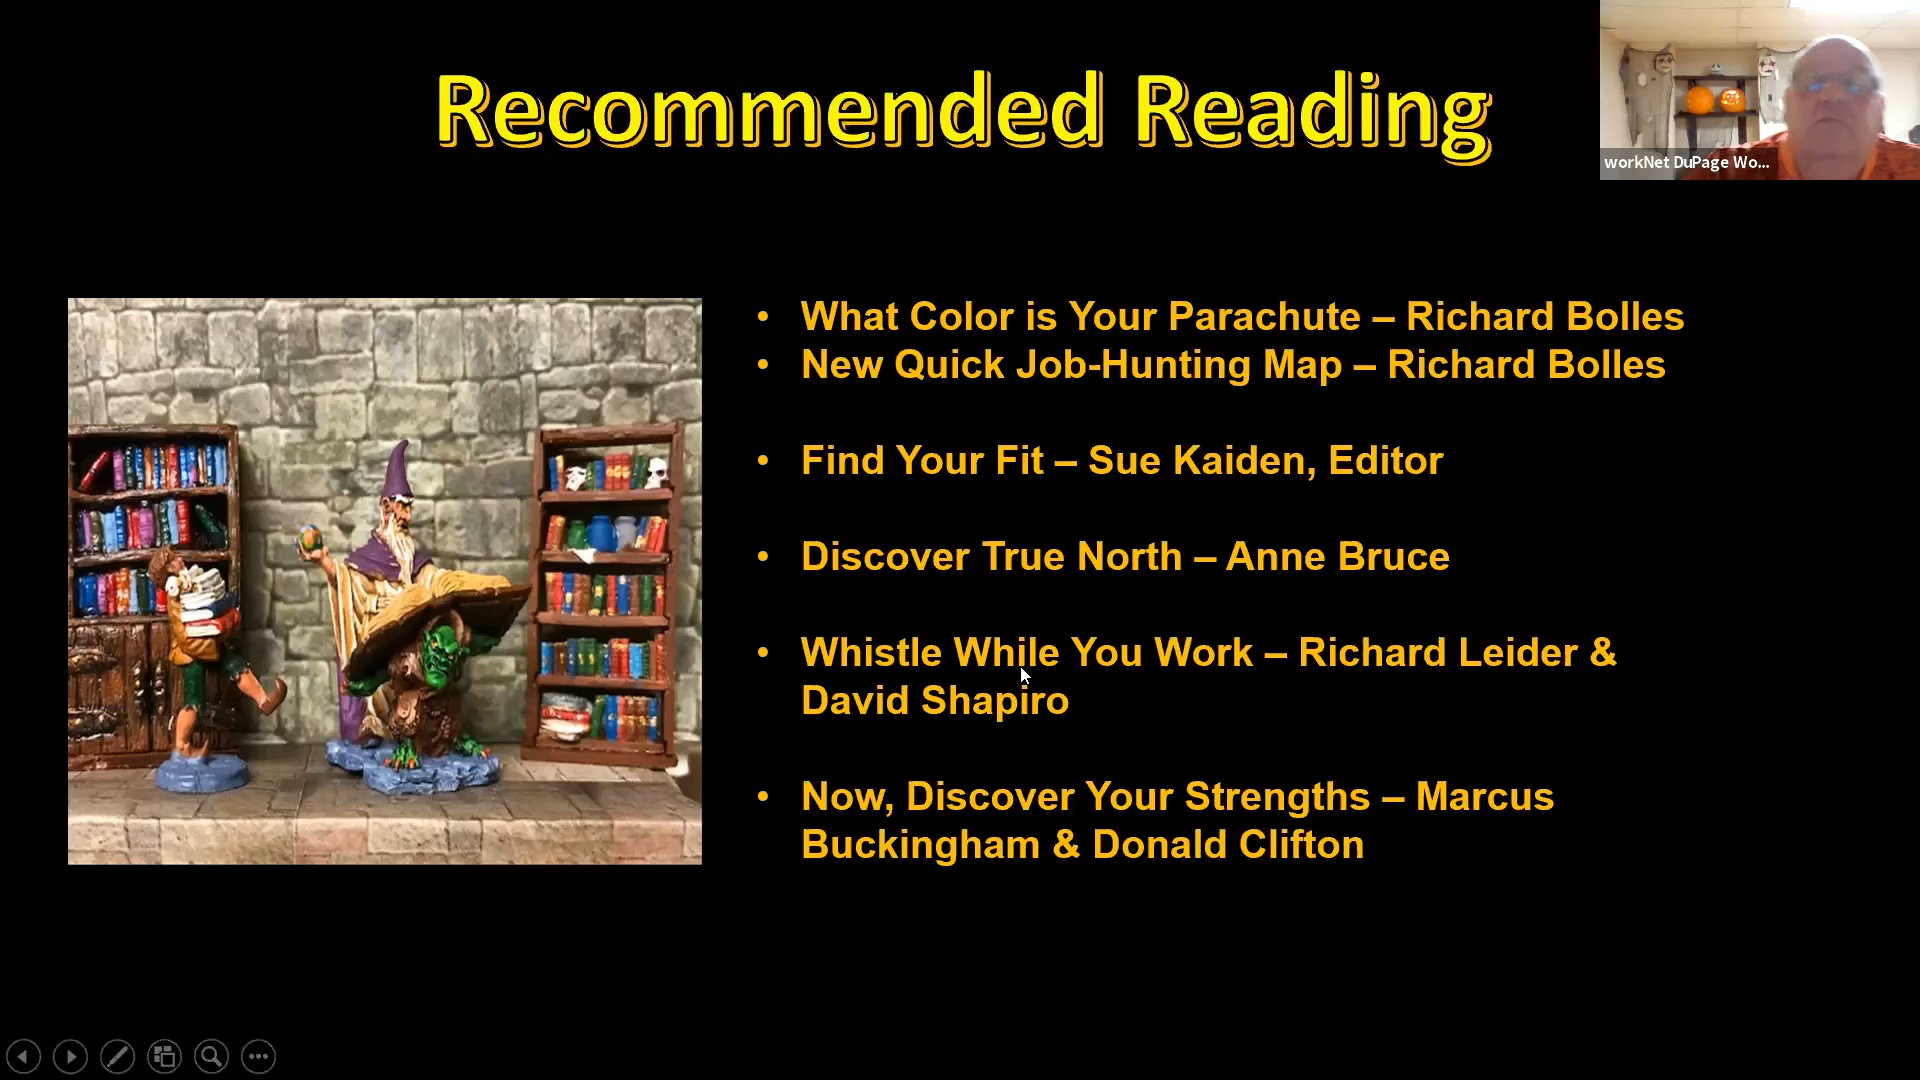 Recommended Reading
workNet DuPage Wo...
• What Color is Your Parachute – Richard Bolles
• New Quick Job-Hunting Map – Richard Bolles
• Find Your Fit – Sue Kaiden, Editor
• Discover True North – Anne Bruce
• Whistle While You Work – Richard Leider &
David Shapiro
• Now, Discover Your Strengths – Marcus
Buckingham & Donald Clifton